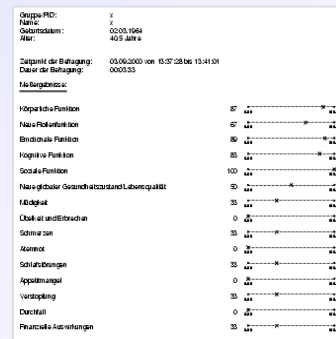 Gruppe/PID: x
Name: x
Geburtsdatum: 02.03.1964
Alter: 40.5 Jahre
Zeitpunkt der Befragung: 03.09.2000 von 13:37:28 bis 13:41:01
Dauer der Befragung: 00:03:33
Meßergebnisse:
Körperliche Funktion 87
Neue Rollenfunktion 67
Emotionale Funktion 89
Kognitive Funktion 83
Soziale Funktion 100
Neue globaler Gesundheitszustand/Lebensqualität 50
Müdigkeit 33
Übelkeit und Erbrechen 0
Schmerzen 33
Atemnot 0
Schlafstörungen 33
Appetitmangel 0
Verstopfung 33
Durchfall 0
Finanzielle Auswirkungen 33